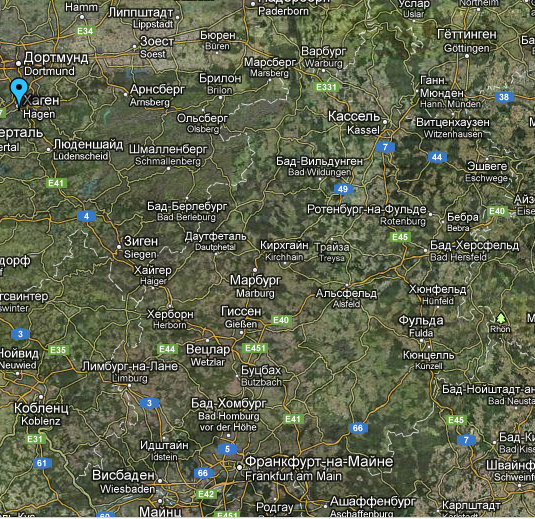 Hamm
Липпштадт
Lippstadt
Paderborn
Услар
Uslar
Northeim
E34
Зоест
Soest
Бюрен
Büren
Варбург
Warburg
Гёттинген
Göttingen
Дортмунд
Dortmund
Марсберг
Marsberg
Брилон
Brilon
E331
Ганн.
Мюнден
Hann. Münden
38
Хаген
Hagen
Арнсберг
Arnsberg
Ольсберг
Olsberg
Кассель
Kassel
Витценхаузен
Witzenhausen
Люденшайд
Lüdenscheid
Шмалленберг
Schmallenberg
7
44
Бад-Вильдунген
Bad Wildungen
Эшвеге
Eschwege
E41
49
4
Бад-Берлебург
Bad Berleburg
Ротенбург-на-Фульде
Rotenburg
Бебра
Bebra
E40
Зиген
Siegen
Даутфеталь
Dautphetal
Кирхгайн
Kirchhain
Трайза
Treysa
E45
Бад-Херсфельд
Bad Hersfeld
Хайгер
Haiger
Марбург
Marburg
Альсфельд
Alsfeld
Хюнфельд
Hünfeld
Херборн
Herborn
Гиссен
Gießen
E40
Фульда
Fulda
Rhön
3
E35
E44
Вецлар
Wetzlar
E451
Кюнцелль
Künzell
Нойвид
Neuwied
Лимбург-на-Лане
Limburg
Буцбах
Butzbach
Кобленц
Koblenz
3
Бад-Хомбург
Bad Homburg
vor der Höhe
E41
E45
E31
66
7
Идштайн
Idstein
5
61
Висбаден
Wiesbaden
66
Франкфурт-на-Майне
Frankfurt am Main
E42
Майнц
Родгау
Rodgau
Ашаффенбург
Aschaffenburg
Карлштадт
Karlstadt
E451